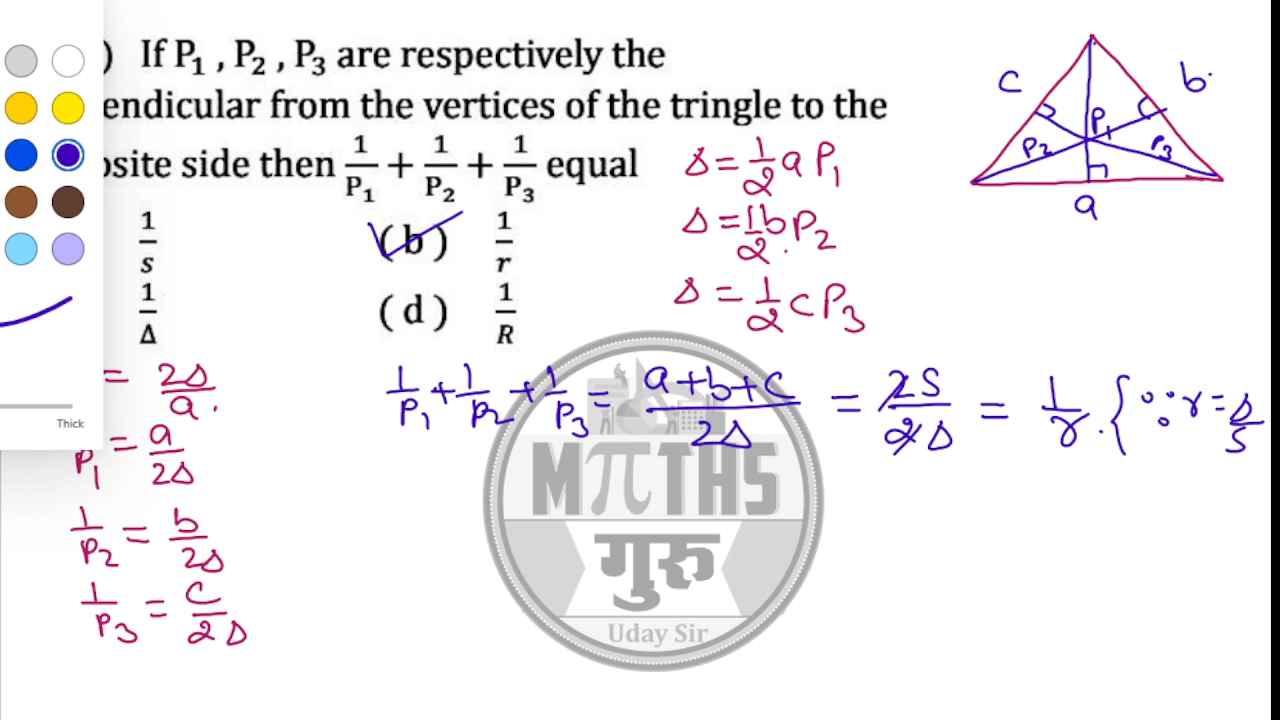 ) If P₁ , P₂ , P₃ are respectively the
endicular from the vertices of the tringle to the
osite side then 1/P₁ + 1/P₂ + 1/P₃ equal
1/s (b) 1/r
1/Δ (d) 1/R
Δ = 1/2 a P₁
Δ = 1/2 b P₂
Δ = 1/2 c P₃
c b
P₁
P₂ P₃
a
= 2Δ/a.
P₁ = a/2Δ
1/P₂ = b/2Δ
1/P₃ = c/2Δ
1/P₁ + 1/P₂ + 1/P₃ = a+b+c/2Δ = 2S/2Δ = 1/r. {∵ r = Δ/S
Thick
MπTHS
गुरु
Uday Sir